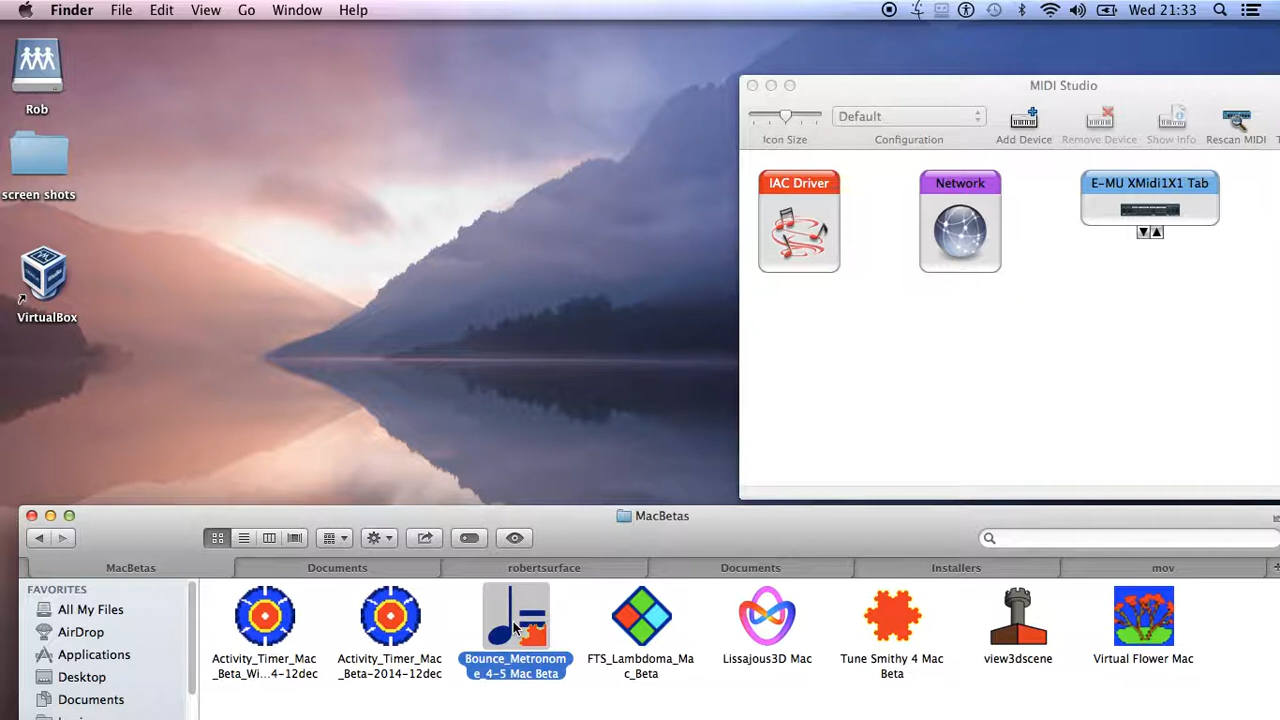 Finder File Edit View Go Window Help Wed 21:33
Rob
screen shots
VirtualBox
MIDI Studio
Default
Icon Size Configuration Add Device Remove Device Show Info Rescan MIDI
IAC Driver Network E-MU XMidi1X1 Tab
MacBetas
MacBetas Documents robertsurface Documents Installers mov
FAVORITES
All My Files
AirDrop
Applications
Desktop
Documents
Activity_Timer_Mac
_Beta_Wi...4-12dec
Activity_Timer_Mac
_Beta-2014-12dec
Bounce_Metronom
e_4-5 Mac Beta
FTS_Lambdoma_Ma
c_Beta
Lissajous3D Mac
Tune Smithy 4 Mac
Beta
view3dscene
Virtual Flower Mac